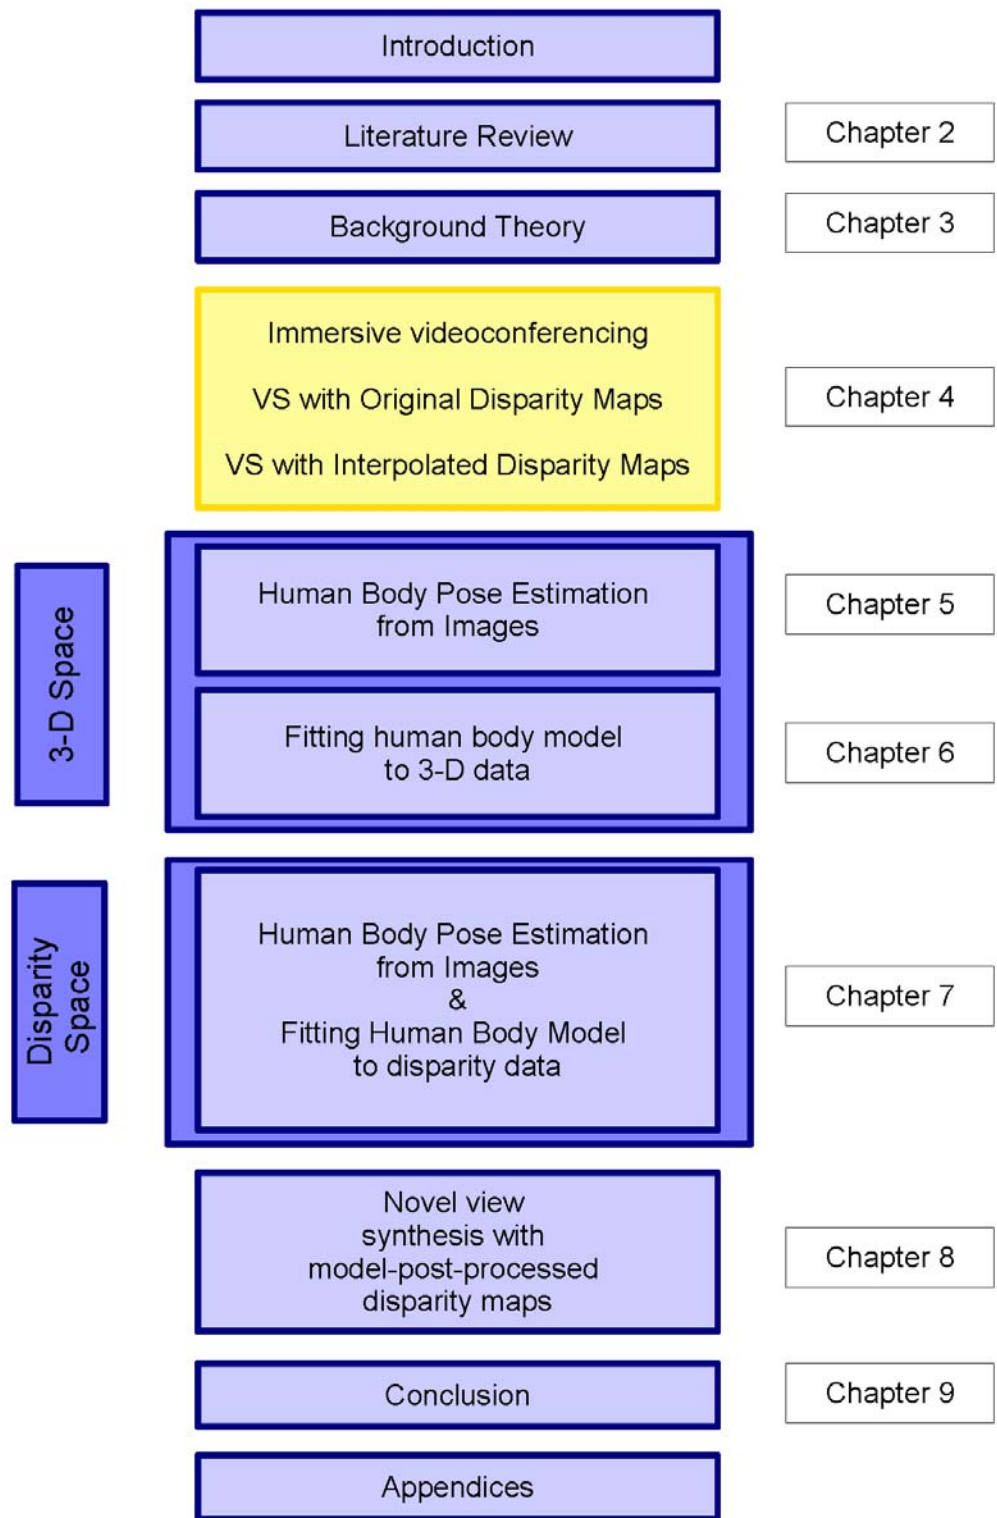 Introduction
Literature Review
Chapter 2
Background Theory
Chapter 3
Immersive videoconferencing
VS with Original Disparity Maps
VS with Interpolated Disparity Maps
Chapter 4
3-D Space
Human Body Pose Estimation
from Images
Chapter 5
Fitting human body model
to 3-D data
Chapter 6
Disparity
Space
Human Body Pose Estimation
from Images
&
Fitting Human Body Model
to disparity data
Chapter 7
Novel view
synthesis with
model-post-processed
disparity maps
Chapter 8
Conclusion
Chapter 9
Appendices